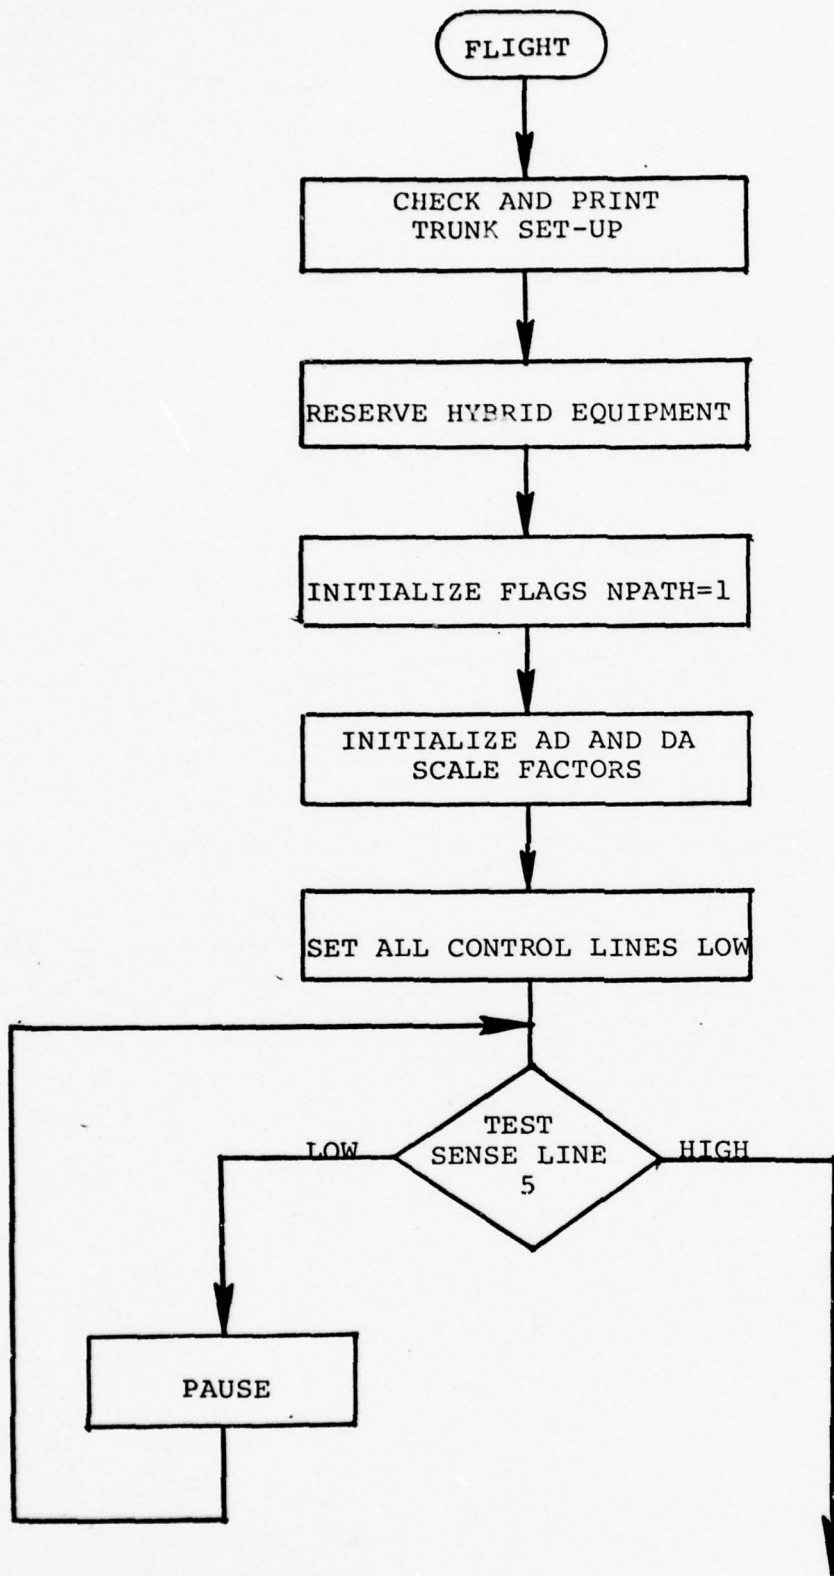 FLIGHT
CHECK AND PRINT
TRUNK SET-UP
RESERVE HYBRID EQUIPMENT
INITIALIZE FLAGS NPATH=1
INITIALIZE AD AND DA
SCALE FACTORS
SET ALL CONTROL LINES LOW
TEST
SENSE LINE
5
LOW
HIGH
PAUSE